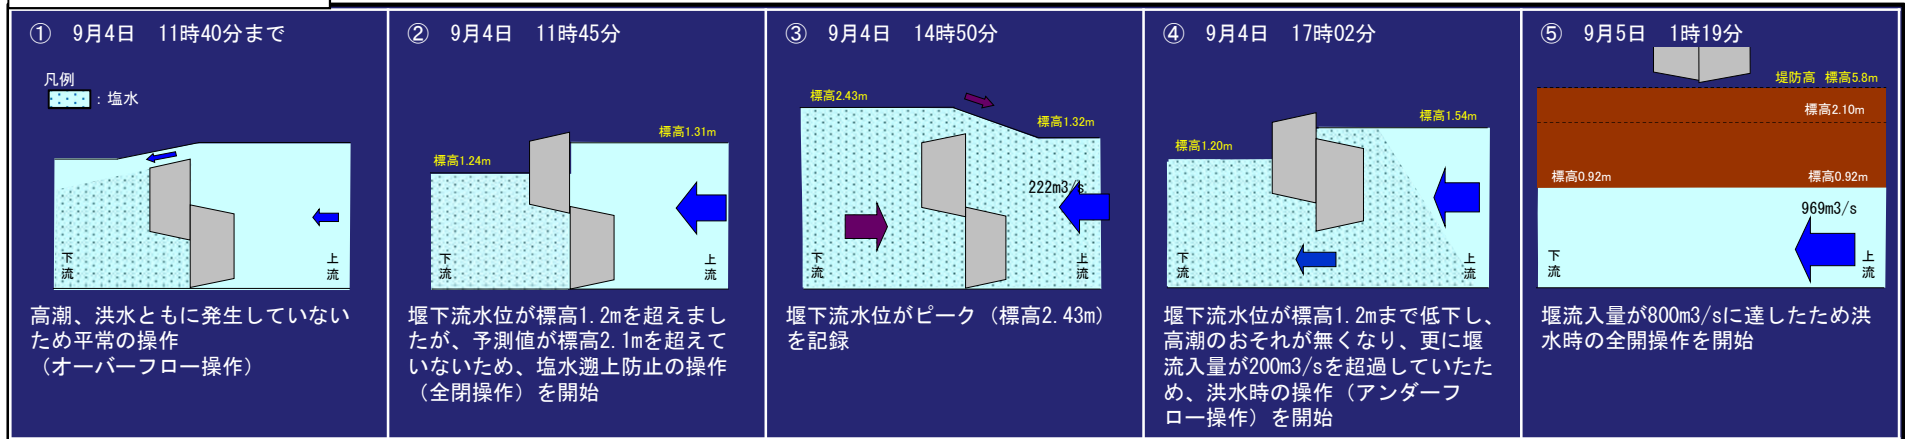 ① 9月4日 11時40分まで
凡例
：塩水
下流
上流
高潮、洪水ともに発生していない
ため平常の操作
（オーバーフロー操作）
② 9月4日 11時45分
標高1.31m
標高1.24m
下流
上流
堰下流水位が標高1.2mを超えまし
たが、予測値が標高2.1mを超えて
いないため、塩水遡上防止の操作
（全閉操作）を開始
③ 9月4日 14時50分
標高2.43m
標高1.32m
222m3/s
下流
上流
堰下流水位がピーク（標高2.43m）
を記録
④ 9月4日 17時02分
標高1.54m
標高1.20m
下流
上流
堰下流水位が標高1.2mまで低下し、
高潮のおそれが無くなり、更に堰
流入量が200m3/sを超過していたた
め、洪水時の操作（アンダーフ
ロー操作）を開始
⑤ 9月5日 1時19分
堤防高 標高5.8m
標高2.10m
標高0.92m
標高0.92m
969m3/s
下流
上流
堰流入量が800m3/sに達したため洪
水時の全開操作を開始